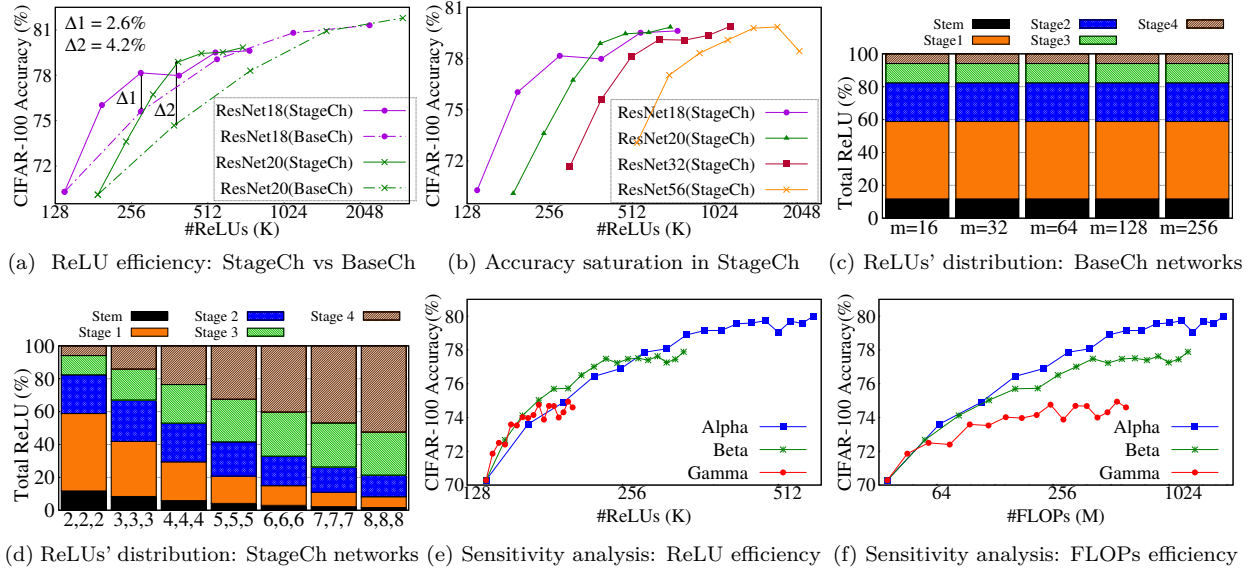 Δ1 = 2.6%
Δ2 = 4.2%
Δ1
Δ2
ResNet18(StageCh)
ResNet18(BaseCh)
ResNet20(StageCh)
ResNet20(BaseCh)
CIFAR-100 Accuracy(%)
81
78
75
72
128 256 512 1024 2048
#ReLUs (K)
(a) ReLU efficiency: StageCh vs BaseCh
CIFAR-100 Accuracy(%)
81
78
75
72
ResNet18(StageCh)
ResNet20(StageCh)
ResNet32(StageCh)
ResNet56(StageCh)
128 256 512 1024 2048
#ReLUs (K)
(b) Accuracy saturation in StageCh
Stem
Stage1
Stage2
Stage3
Stage4
Total ReLU (%)
100
80
60
40
20
0
m=16 m=32 m=64 m=128 m=256
(c) ReLUs' distribution: BaseCh networks
Stem
Stage 1
Stage 2
Stage 3
Stage 4
Total ReLU (%)
100
80
60
40
20
0
2,2,2 3,3,3 4,4,4 5,5,5 6,6,6 7,7,7 8,8,8
(d) ReLUs' distribution: StageCh networks
CIFAR-100 Accuracy(%)
80
78
76
74
72
70
Alpha
Beta
Gamma
128 256 512
#ReLUs (K)
(e) Sensitivity analysis: ReLU efficiency
CIFAR-100 Accuracy(%)
80
78
76
74
72
70
Alpha
Beta
Gamma
64 256 1024
#FLOPs (M)
(f) Sensitivity analysis: FLOPs efficiency